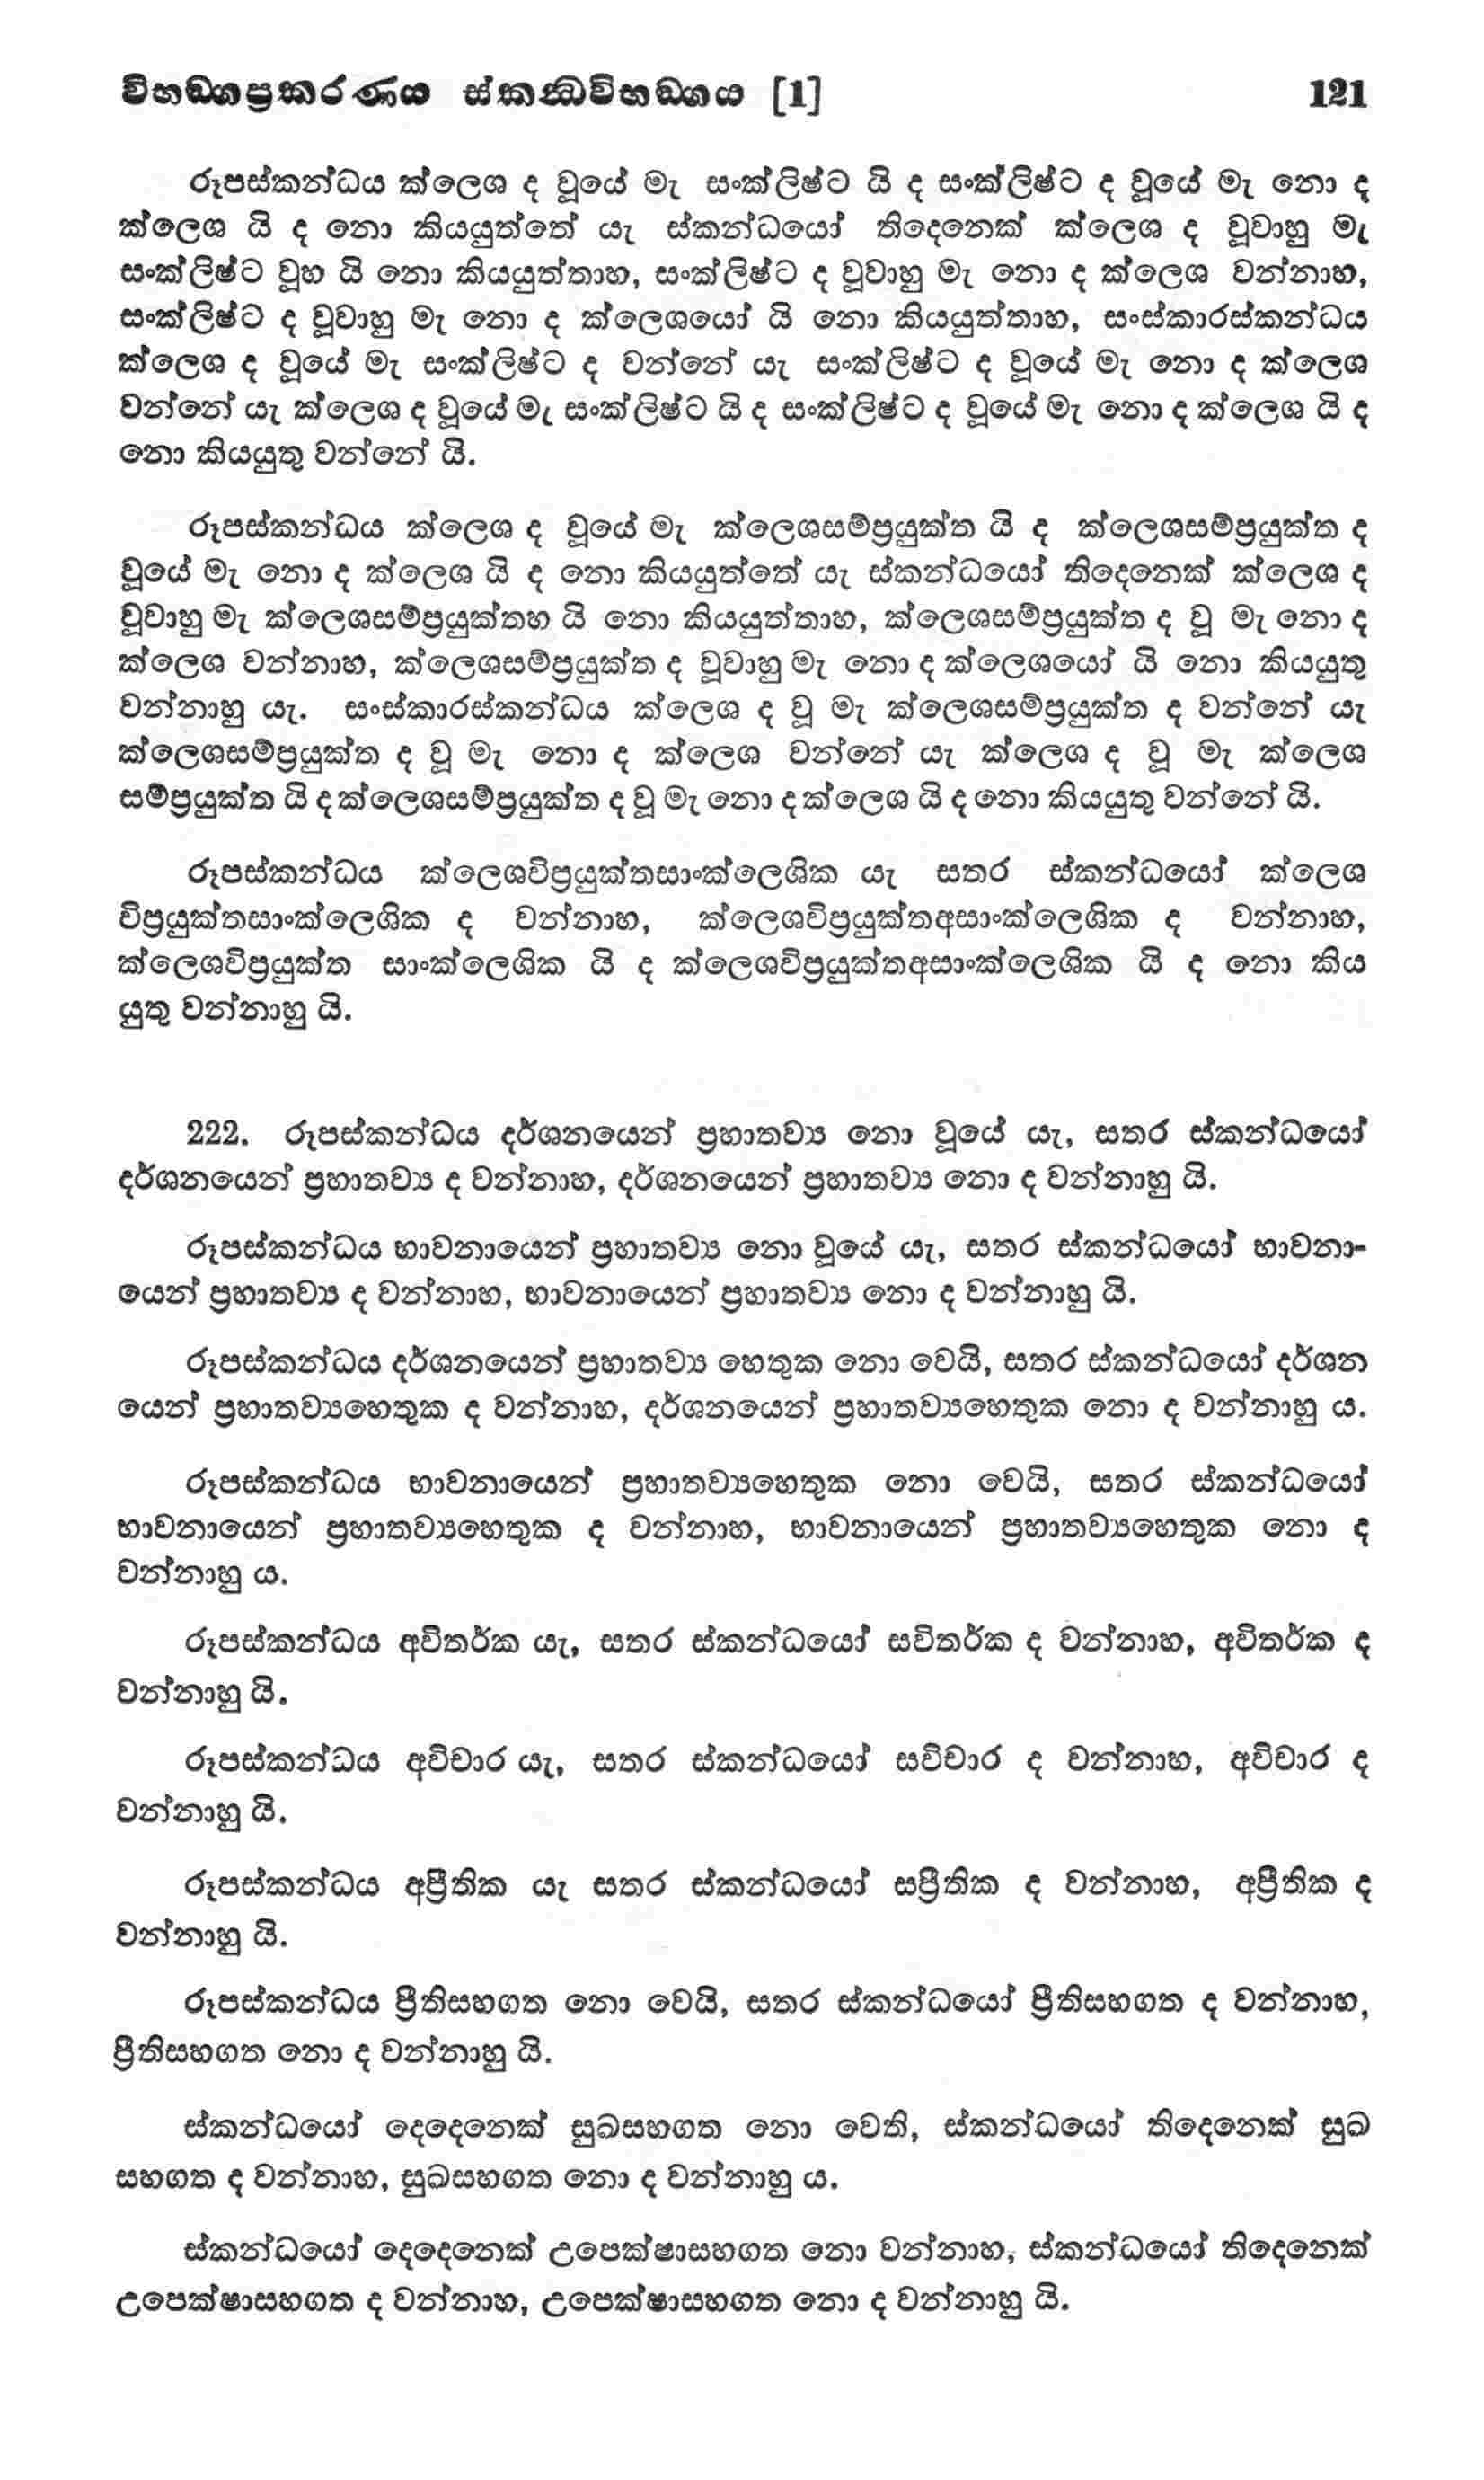 විභඞ්ගප්‍රකරණය ස්කන්‍ධවිභඞ්ගය [1] 121
රූපස්කන්ධය ක්ලෙශ ද වූයේ මැ සංක්ලිෂ්ට යි ද සංක්ලිෂ්ට ද වූයේ මැ නො ද
ක්ලෙශ යි ද නො කියයුත්තේ යැ ස්කන්ධයෝ තිදෙනෙක් ක්ලෙශ ද වූවාහු මැ
සංක්ලිෂ්ට වූහ යි නො කියයුත්තාහ, සංක්ලිෂ්ට ද වූවාහු මැ නො ද ක්ලෙශ වන්නාහ,
සංක්ලිෂ්ට ද වූවාහු මැ නො ද ක්ලෙශයෝ යි නො කියයුත්තාහ, සංස්කාරස්කන්ධය
ක්ලෙශ ද වූයේ මැ සංක්ලිෂ්ට ද වන්නේ යැ සංක්ලිෂ්ට ද වූයේ මැ නො ද ක්ලෙශ
වන්නේ යැ ක්ලෙශ ද වූයේ මැ සංක්ලිෂ්ට යි ද සංක්ලිෂ්ට ද වූයේ මැ නො ද ක්ලෙශ යි ද
නො කියයුතු වන්නේ යි.
රූපස්කන්ධය ක්ලෙශ ද වූයේ මැ ක්ලෙශසම්ප්‍රයුක්ත යි ද ක්ලෙශසම්ප්‍රයුක්ත ද
වූයේ මැ නො ද ක්ලෙශ යි ද නො කියයුත්තේ යැ ස්කන්ධයෝ තිදෙනෙක් ක්ලෙශ ද
වූවාහු මැ ක්ලෙශසම්ප්‍රයුක්තහ යි නො කියයුත්තාහ, ක්ලෙශසම්ප්‍රයුක්ත ද වූ මැ නො ද
ක්ලෙශ වන්නාහ, ක්ලෙශසම්ප්‍රයුක්ත ද වූවාහු මැ නො ද ක්ලෙශයෝ යි නො කියයුතු
වන්නාහු යැ. සංස්කාරස්කන්ධය ක්ලෙශ ද වූ මැ ක්ලෙශසම්ප්‍රයුක්ත ද වන්නේ යැ
ක්ලෙශසම්ප්‍රයුක්ත ද වූ මැ නො ද ක්ලෙශ වන්නේ යැ ක්ලෙශ ද වූ මැ ක්ලෙශ
සම්ප්‍රයුක්ත යි ද ක්ලෙශසම්ප්‍රයුක්ත ද වූ මැ නො ද ක්ලෙශ යි ද නො කියයුතු වන්නේ යි.
රූපස්කන්ධය ක්ලෙශවිප්‍රයුක්තසාංක්ලෙශික යැ සතර ස්කන්ධයෝ ක්ලෙශ
විප්‍රයුක්තසාංක්ලෙශික ද වන්නාහ, ක්ලෙශවිප්‍රයුක්තඅසාංක්ලෙශික ද වන්නාහ,
ක්ලෙශවිප්‍රයුක්ත සාංක්ලෙශික යි ද ක්ලෙශවිප්‍රයුක්තඅසාංක්ලෙශික යි ද නො කිය
යුතු වන්නාහු යි.
222. රූපස්කන්ධය දර්ශනයෙන් ප්‍රහාතව්‍ය නො වූයේ යැ, සතර ස්කන්ධයෝ
දර්ශනයෙන් ප්‍රහාතව්‍ය ද වන්නාහ, දර්ශනයෙන් ප්‍රහාතව්‍ය නො ද වන්නාහු යි.
රූපස්කන්ධය භාවනායෙන් ප්‍රහාතව්‍ය නො වූයේ යැ, සතර ස්කන්ධයෝ භාවනා-
යෙන් ප්‍රහාතව්‍ය ද වන්නාහ, භාවනායෙන් ප්‍රහාතව්‍ය නො ද වන්නාහු යි.
රූපස්කන්ධය දර්ශනයෙන් ප්‍රහාතව්‍ය හෙතුක නො වෙයි, සතර ස්කන්ධයෝ දර්ශන
යෙන් ප්‍රහාතව්‍යහෙතුක ද වන්නාහ, දර්ශනයෙන් ප්‍රහාතව්‍යහෙතුක නො ද වන්නාහු ය.
රූපස්කන්ධය භාවනායෙන් ප්‍රහාතව්‍යහෙතුක නො වෙයි, සතර ස්කන්ධයෝ
භාවනායෙන් ප්‍රහාතව්‍යහෙතුක ද වන්නාහ, භාවනායෙන් ප්‍රහාතව්‍යහෙතුක නො ද
වන්නාහු ය.
රූපස්කන්ධය අවිතර්ක යැ, සතර ස්කන්ධයෝ සවිතර්ක ද වන්නාහ, අවිතර්ක ද
වන්නාහු යි.
රූපස්කන්ධය අවිචාර යැ, සතර ස්කන්ධයෝ සවිචාර ද වන්නාහ, අවිචාර ද
වන්නාහු යි.
රූපස්කන්ධය අප්‍රීතික යැ සතර ස්කන්ධයෝ සප්‍රීතික ද වන්නාහ, අප්‍රීතික ද
වන්නාහු යි.
රූපස්කන්ධය ප්‍රීතිසහගත නො වෙයි, සතර ස්කන්ධයෝ ප්‍රීතිසහගත ද වන්නාහ,
ප්‍රීතිසහගත නො ද වන්නාහු යි.
ස්කන්ධයෝ දෙදෙනෙක් සුඛසහගත නො වෙති, ස්කන්ධයෝ තිදෙනෙක් සුඛ
සහගත ද වන්නාහ, සුඛසහගත නො ද වන්නාහු ය.
ස්කන්ධයෝ දෙදෙනෙක් උපෙක්ෂාසහගත නො වන්නාහ, ස්කන්ධයෝ තිදෙනෙක්
උපෙක්ෂාසහගත ද වන්නාහ, උපෙක්ෂාසහගත නො ද වන්නාහු යි.